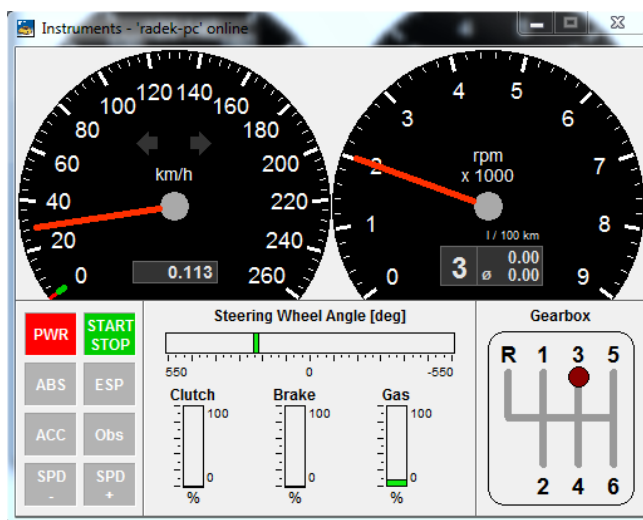 Instruments - 'radek-pc' online
0
20
40
60
80
100
120
140
160
180
200
220
240
260
km/h
0.113
0
1
2
3
4
5
6
7
8
9
rpm
x 1000
l / 100 km
3
0.00
ø 0.00
PWR
START
STOP
ABS
ESP
ACC
Obs
SPD
-
SPD
+
Steering Wheel Angle [deg]
550 0 -550
Clutch Brake Gas
100 100 100
0 0 0
% % %
Gearbox
R 1 3 5
2 4 6